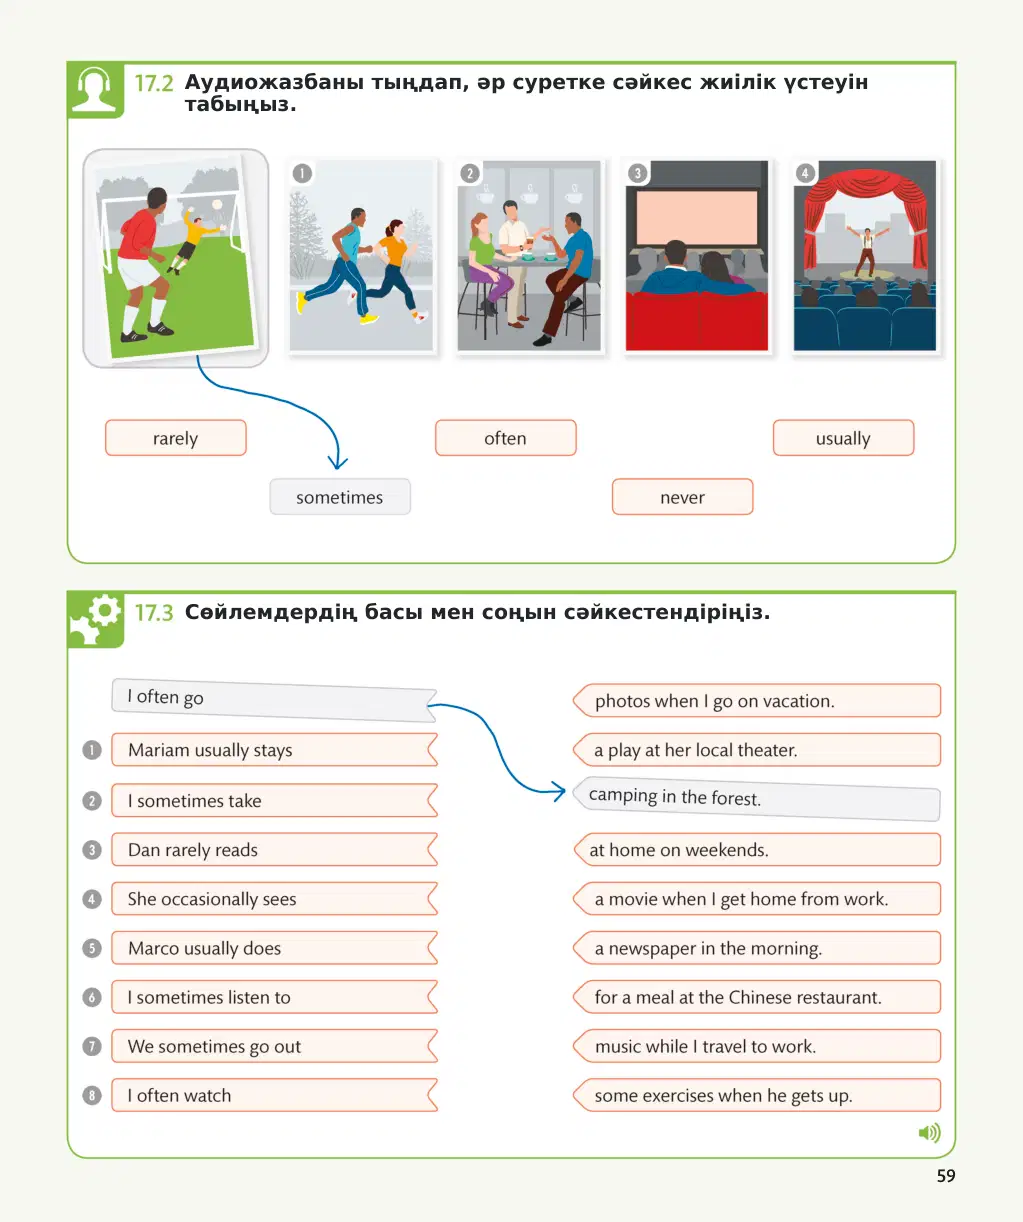 17.2 Аудиожазбаны тыңдап, әр суретке сәйкес жиілік үстеуін
табыңыз.
1
2
3
4
rarely
often
usually
sometimes
never
17.3 Сөйлемдердің басы мен соңын сәйкестендіріңіз.
I often go
photos when I go on vacation.
1 Mariam usually stays
a play at her local theater.
2 I sometimes take
camping in the forest.
3 Dan rarely reads
at home on weekends.
4 She occasionally sees
a movie when I get home from work.
5 Marco usually does
a newspaper in the morning.
6 I sometimes listen to
for a meal at the Chinese restaurant.
7 We sometimes go out
music while I travel to work.
8 I often watch
some exercises when he gets up.
59